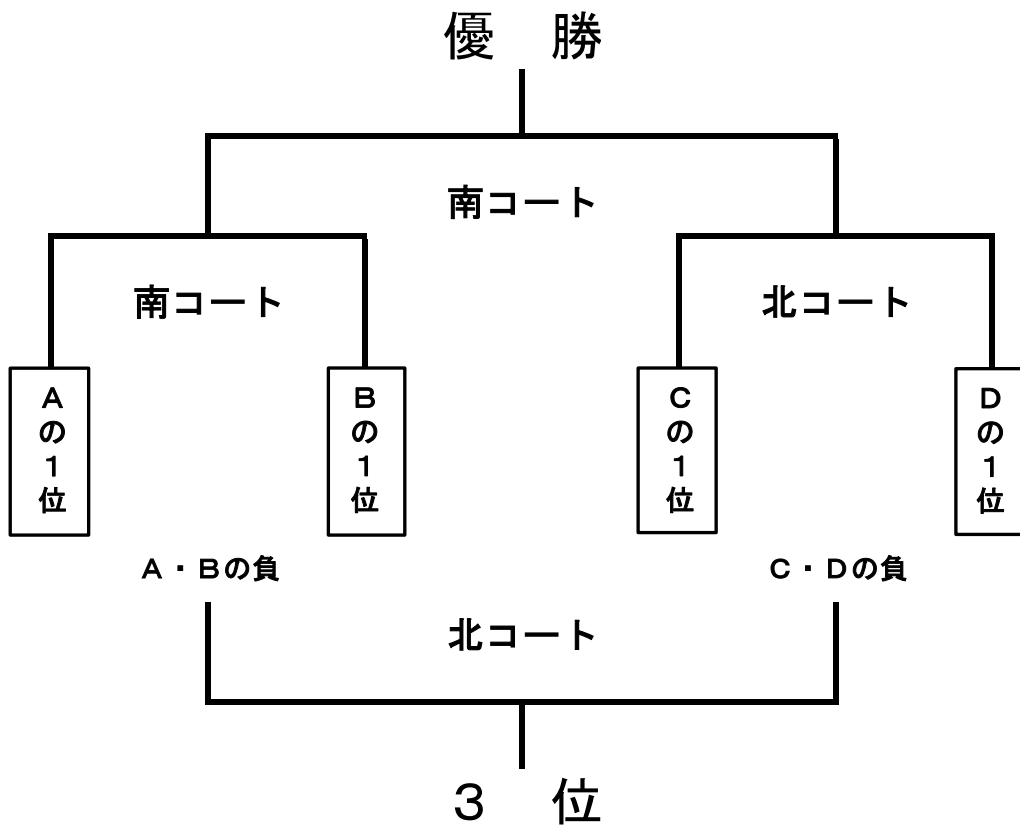 優　勝
南コート
南コート
北コート
Aの1位
Bの1位
Cの1位
Dの1位
A・Bの負
C・Dの負
北コート
3　位